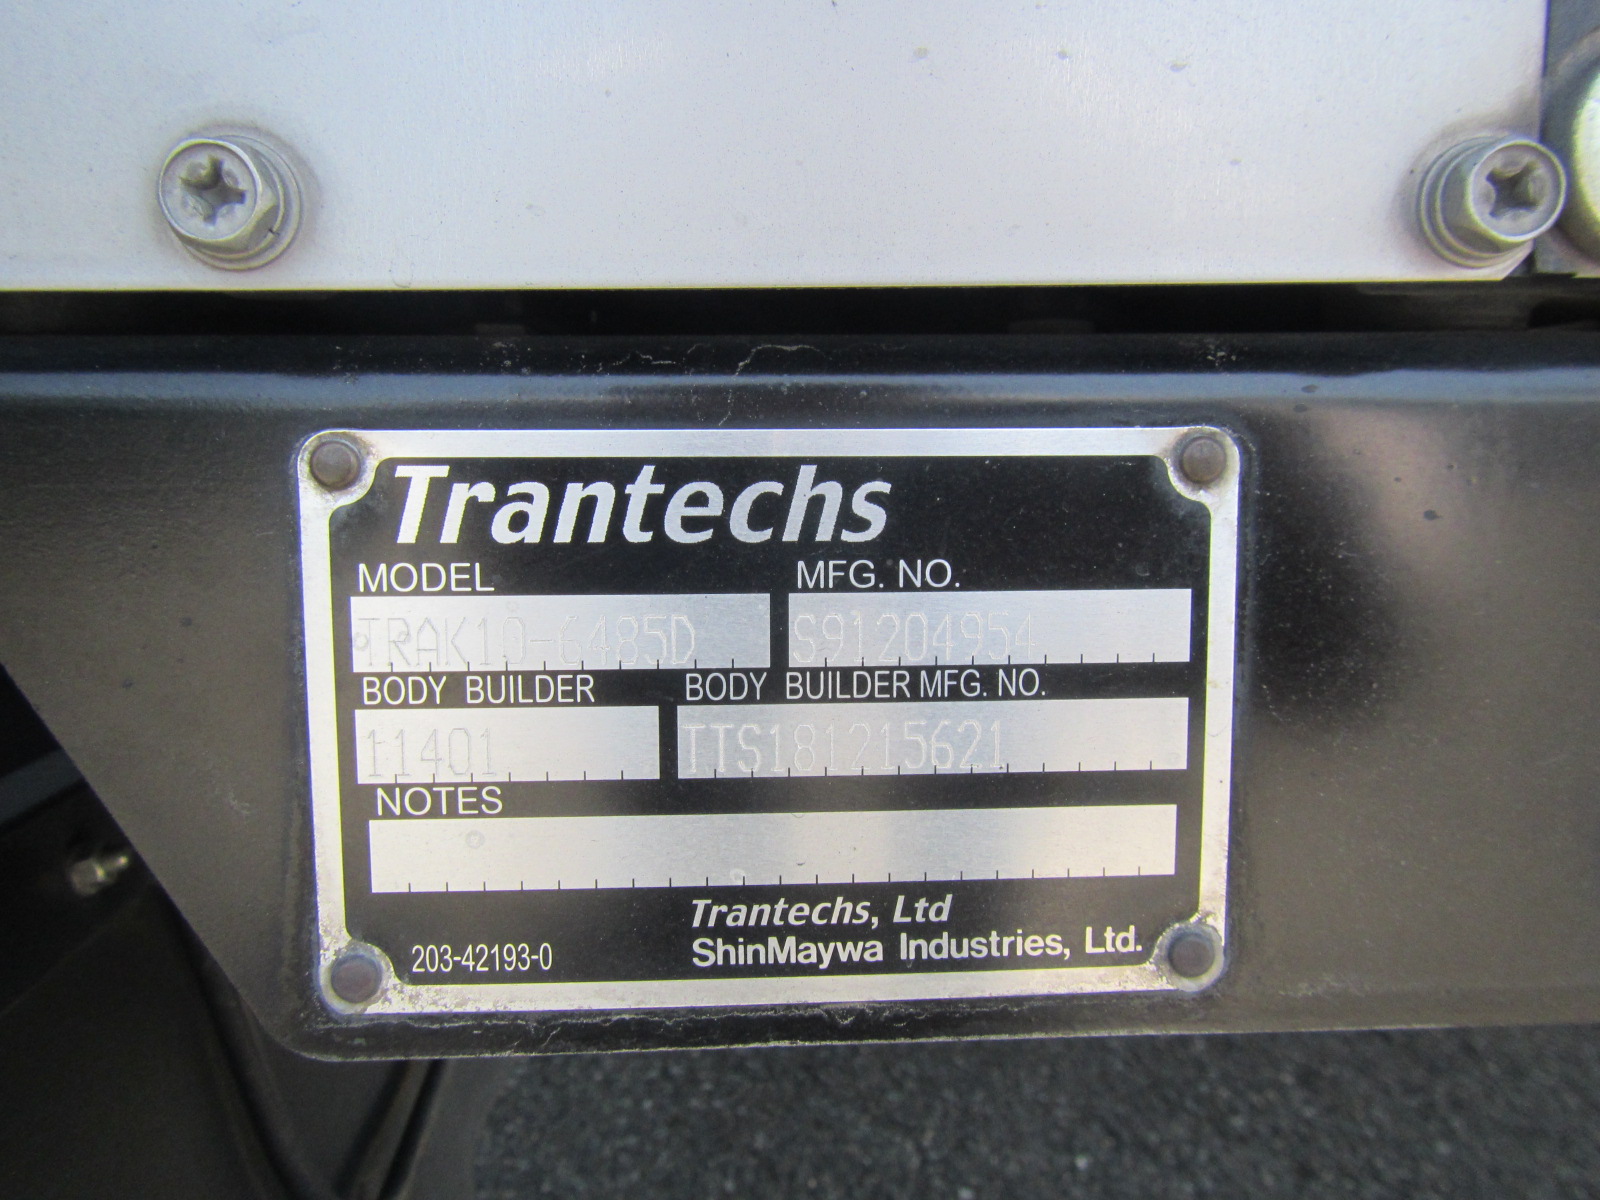 Trantechs
MODEL MFG. NO.
TRAK10-6485D S91204954
BODY BUILDER BODY BUILDER MFG. NO.
11401 TTS181215621
NOTES
Trantechs, Ltd
203-42193-0 ShinMaywa Industries, Ltd.